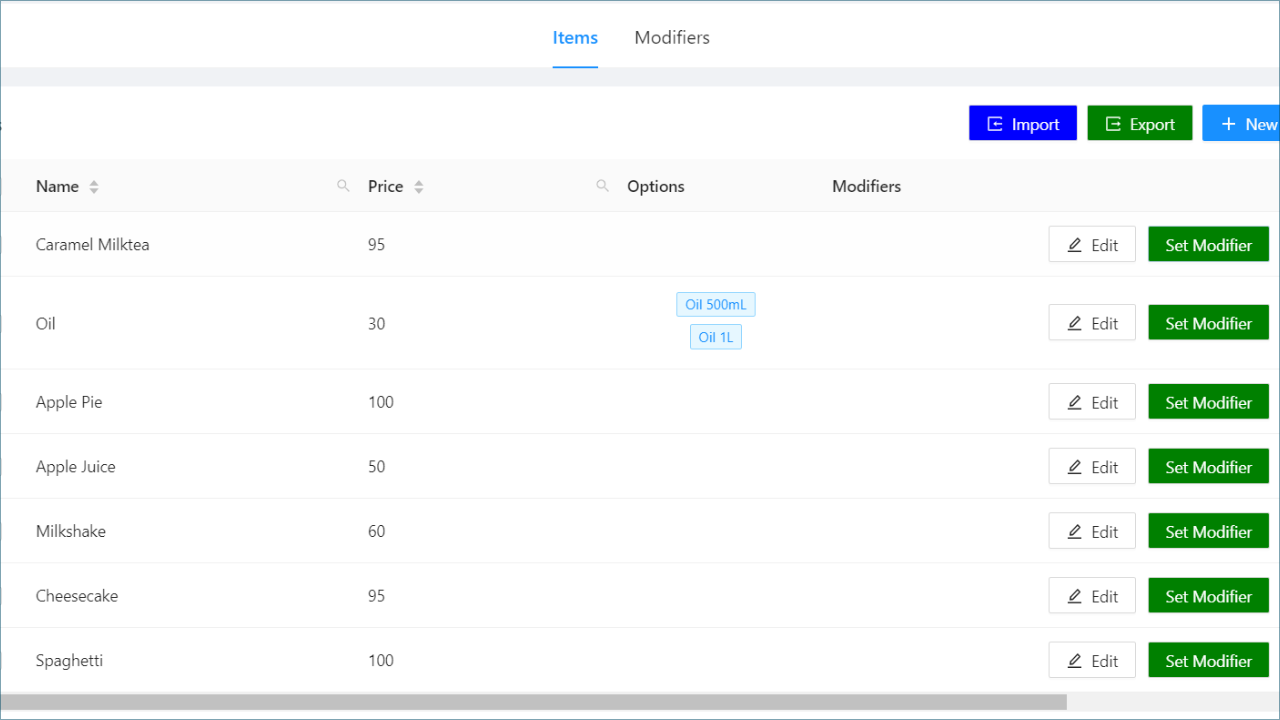 Items Modifiers
Import Export New
Name Price Options Modifiers
Caramel Milktea 95 Edit Set Modifier
Oil 500mL
Oil 30 Edit Set Modifier
Oil 1L
Apple Pie 100 Edit Set Modifier
Apple Juice 50 Edit Set Modifier
Milkshake 60 Edit Set Modifier
Cheesecake 95 Edit Set Modifier
Spaghetti 100 Edit Set Modifier